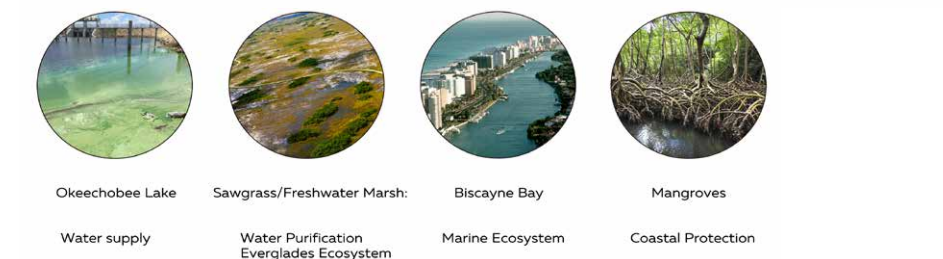 Okeechobee Lake
Sawgrass/Freshwater Marsh:
Biscayne Bay
Mangroves
Water supply
Water Purification
Everglades Ecosystem
Marine Ecosystem
Coastal Protection